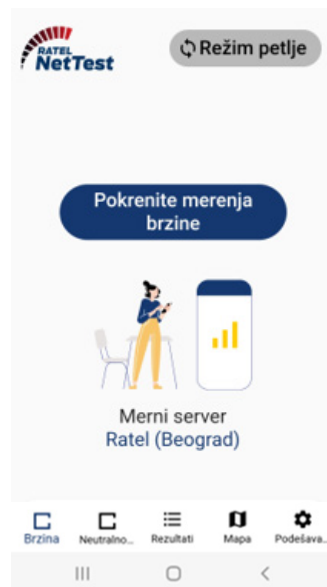 RATEL
NetTest
Režim petlje
Pokrenite merenja
brzine
Merni server
Ratel (Beograd)
Brzina
Neutralno...
Rezultati
Mapa
Podešava...